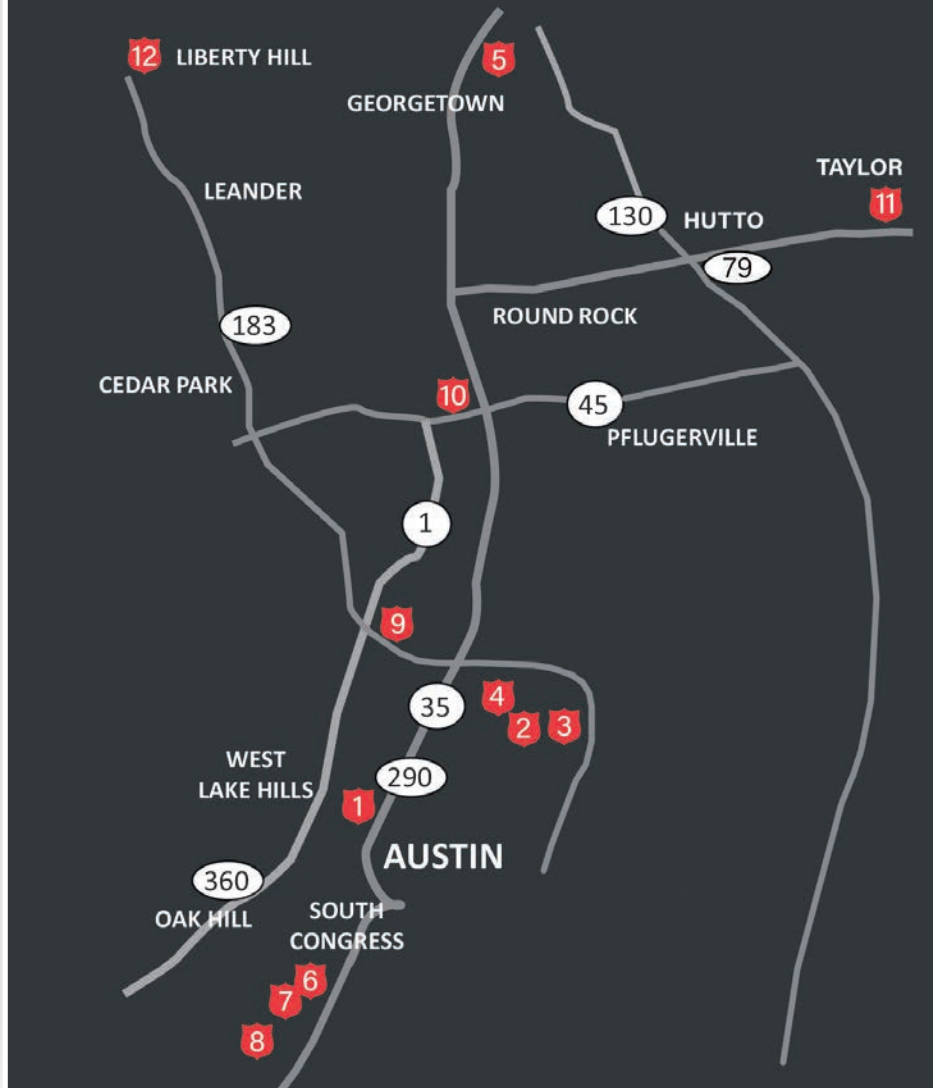 12 LIBERTY HILL
5
GEORGETOWN
TAYLOR
LEANDER
11
130
HUTTO
79
183
ROUND ROCK
CEDAR PARK
10
45
PFLUGERVILLE
1
9
4
35
2
3
WEST
LAKE HILLS
290
1
AUSTIN
360
OAK HILL
SOUTH
CONGRESS
6
7
8